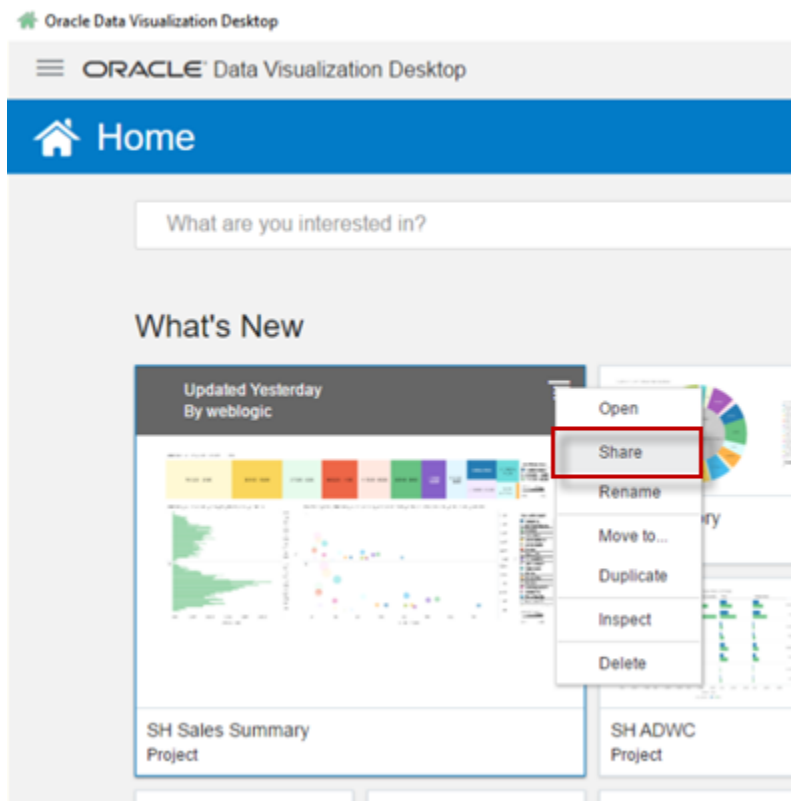 Oracle Data Visualization Desktop
ORACLE Data Visualization Desktop
Home
What are you interested in?
What's New
Updated Yesterday
By weblogic
Open
Share
Rename
Move to...
Duplicate
Inspect
Delete
SH Sales Summary
Project
SH ADWC
Project